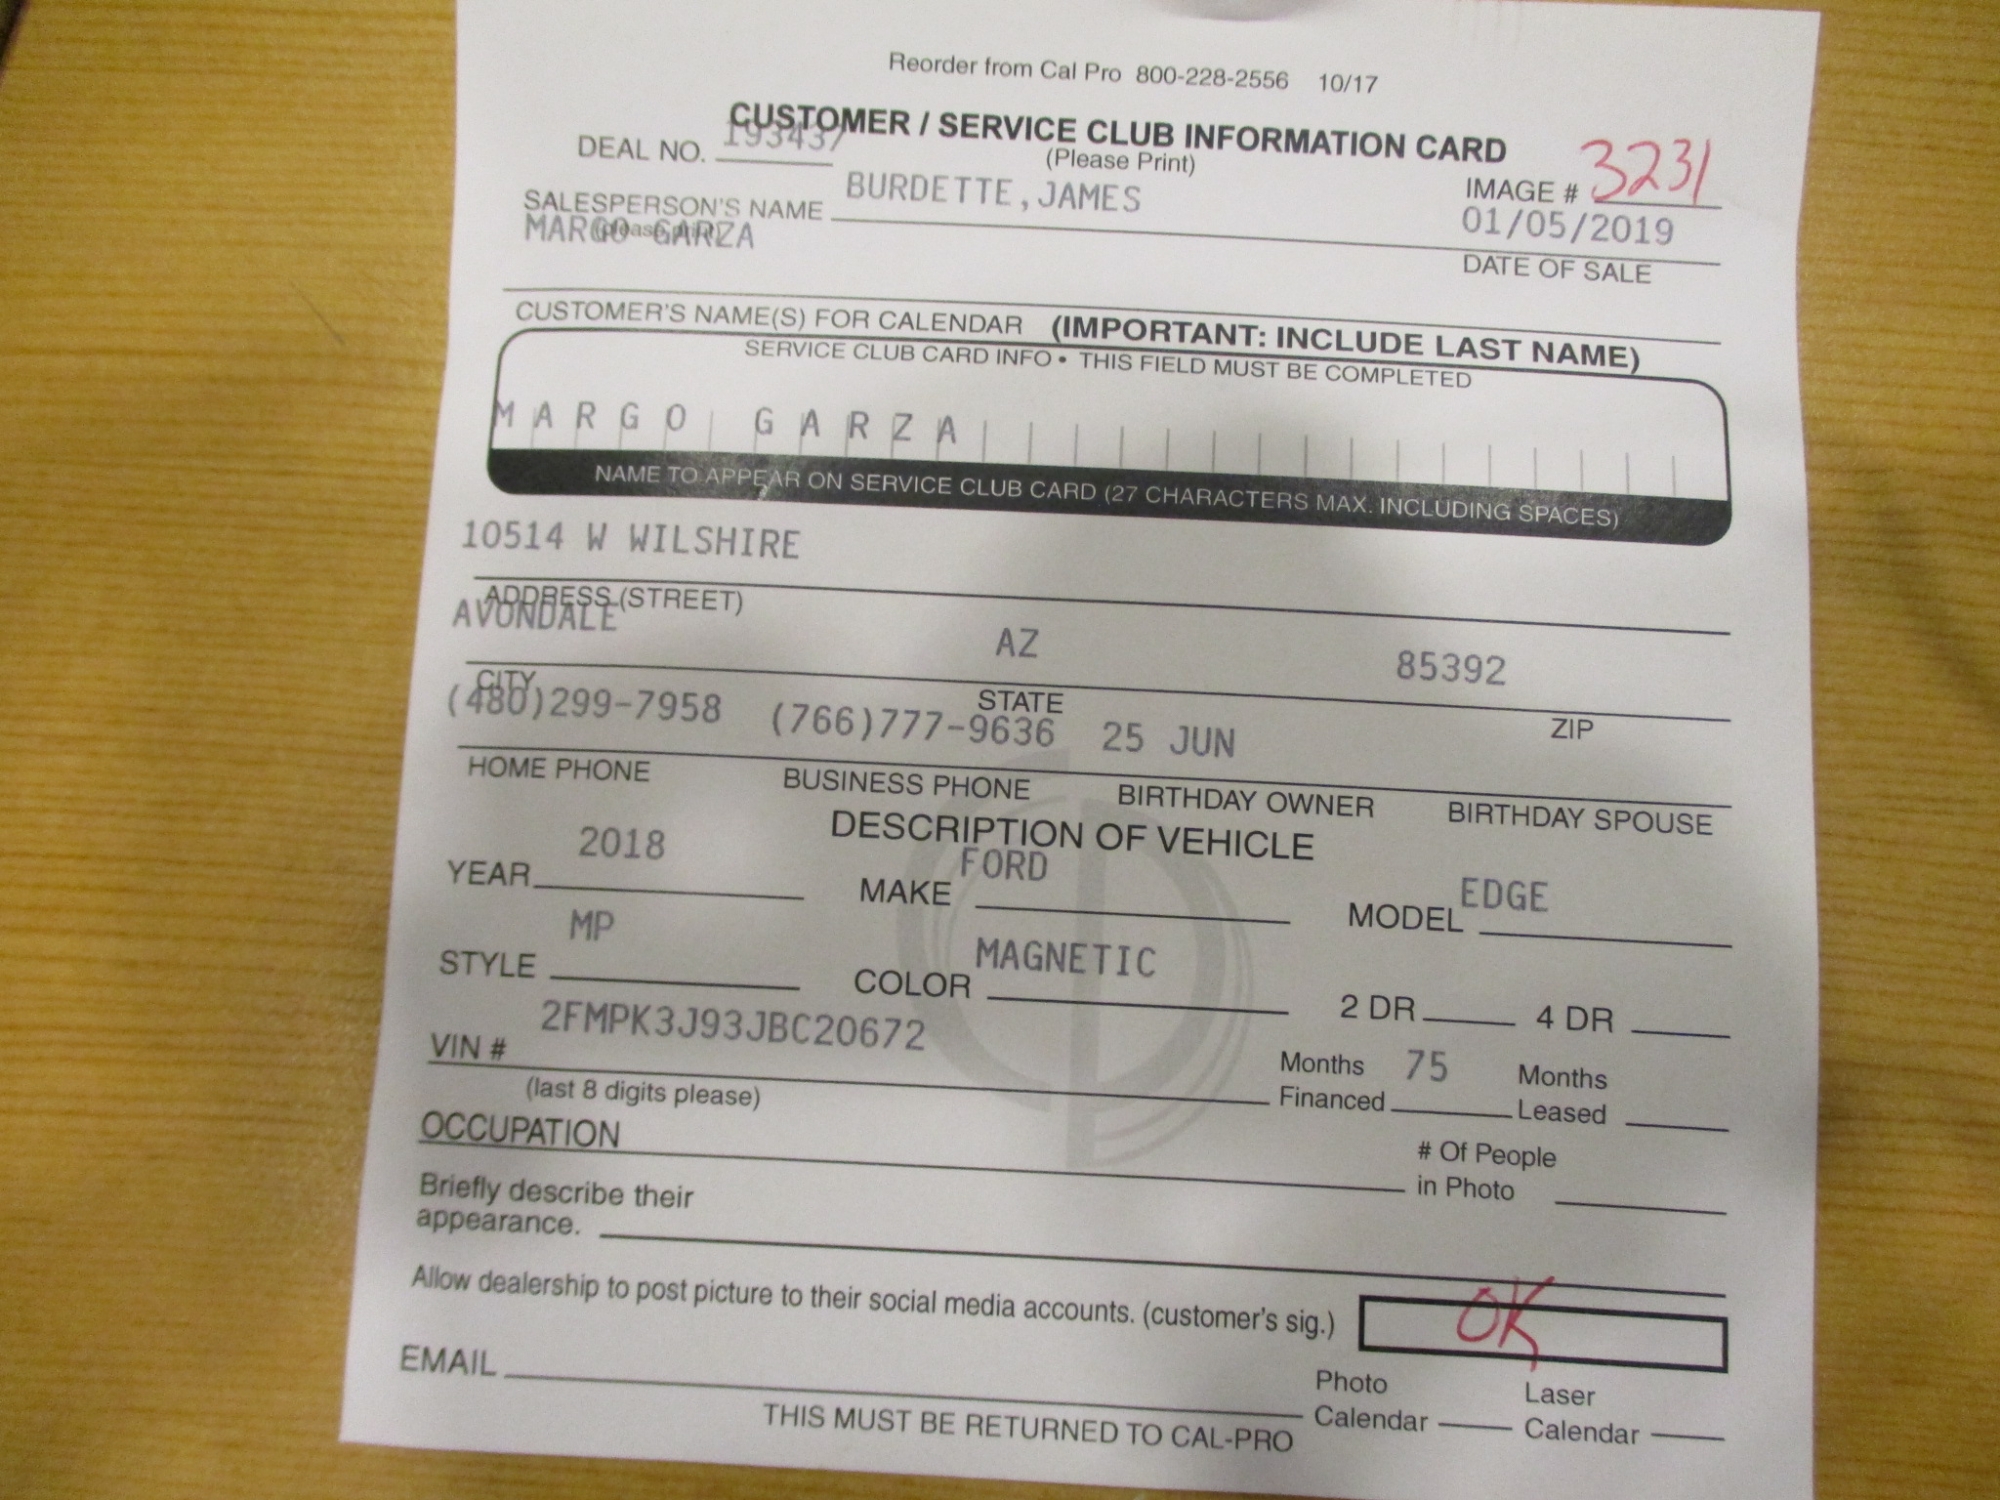 Reorder from Cal Pro 800-228-2556 10/17
CUSTOMER / SERVICE CLUB INFORMATION CARD
DEAL NO. 193437 (Please Print)
IMAGE # 3231
SALESPERSON'S NAME BURDETTE,JAMES
(please print)
MARGO GARZA
01/05/2019
DATE OF SALE
CUSTOMER'S NAME(S) FOR CALENDAR (IMPORTANT: INCLUDE LAST NAME)
SERVICE CLUB CARD INFO • THIS FIELD MUST BE COMPLETED
MARGO GARZA
NAME TO APPEAR ON SERVICE CLUB CARD (27 CHARACTERS MAX. INCLUDING SPACES)
10514 W WILSHIRE
ADDRESS (STREET)
AVONDALE AZ 85392
CITY STATE ZIP
(480)299-7958 (766)777-9636 25 JUN
HOME PHONE BUSINESS PHONE BIRTHDAY OWNER BIRTHDAY SPOUSE
DESCRIPTION OF VEHICLE
YEAR 2018 MAKE FORD MODEL EDGE
STYLE MP COLOR MAGNETIC 2 DR 4 DR
VIN # 2FMPK3J93JBC20672
(last 8 digits please)
Months Financed 75 Months Leased
OCCUPATION
# Of People in Photo
Briefly describe their
appearance.
Allow dealership to post picture to their social media accounts. (customer's sig.) OK
EMAIL
Photo Calendar Laser Calendar
THIS MUST BE RETURNED TO CAL-PRO